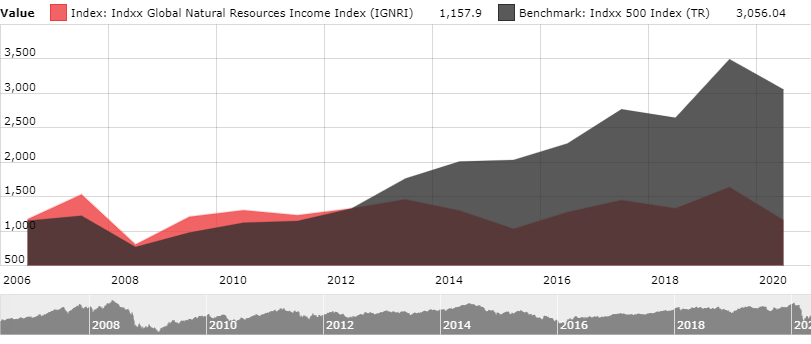 Value Index: Indxx Global Natural Resources Income Index (IGNRI) 1,157.9 Benchmark: Indxx 500 Index (TR) 3,056.04
3,500
3,000
2,500
2,000
1,500
1,000
500
2006 2008 2010 2012 2014 2016 2018 2020
2008 2010 2012 2014 2016 2018 202